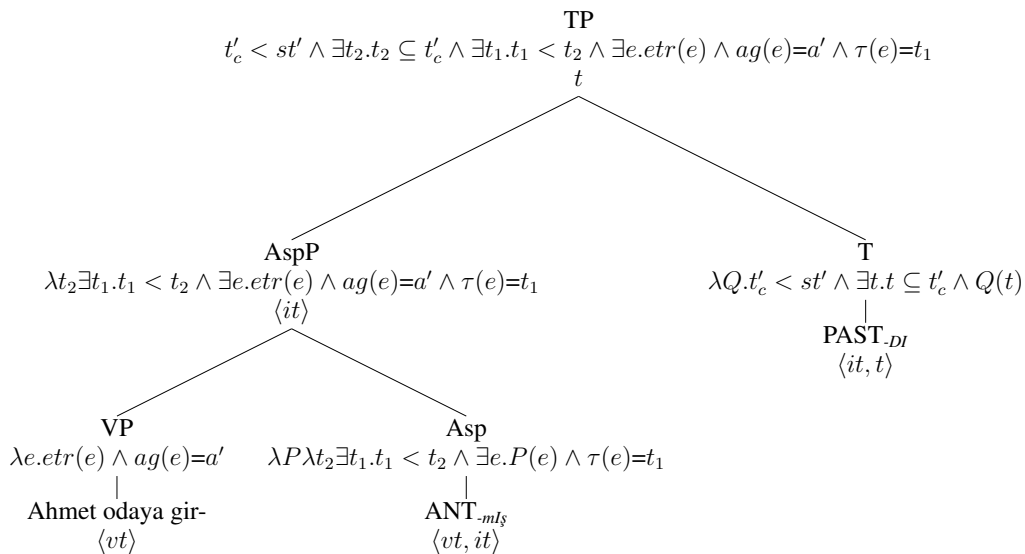 TP
t′c < st′ ∧ ∃t₂.t₂ ⊆ t′c ∧ ∃t₁.t₁ < t₂ ∧ ∃e.etr(e) ∧ ag(e)=a′ ∧ τ(e)=t₁
t
AspP
λt₂∃t₁.t₁ < t₂ ∧ ∃e.etr(e) ∧ ag(e)=a′ ∧ τ(e)=t₁
⟨it⟩
T
λQ.t′c < st′ ∧ ∃t.t ⊆ t′c ∧ Q(t)
PAST-DI
⟨it, t⟩
VP
λe.etr(e) ∧ ag(e)=a′
Ahmet odaya gir-
⟨vt⟩
Asp
λPλt₂∃t₁.t₁ < t₂ ∧ ∃e.P(e) ∧ τ(e)=t₁
ANT-mIş
⟨vt, it⟩